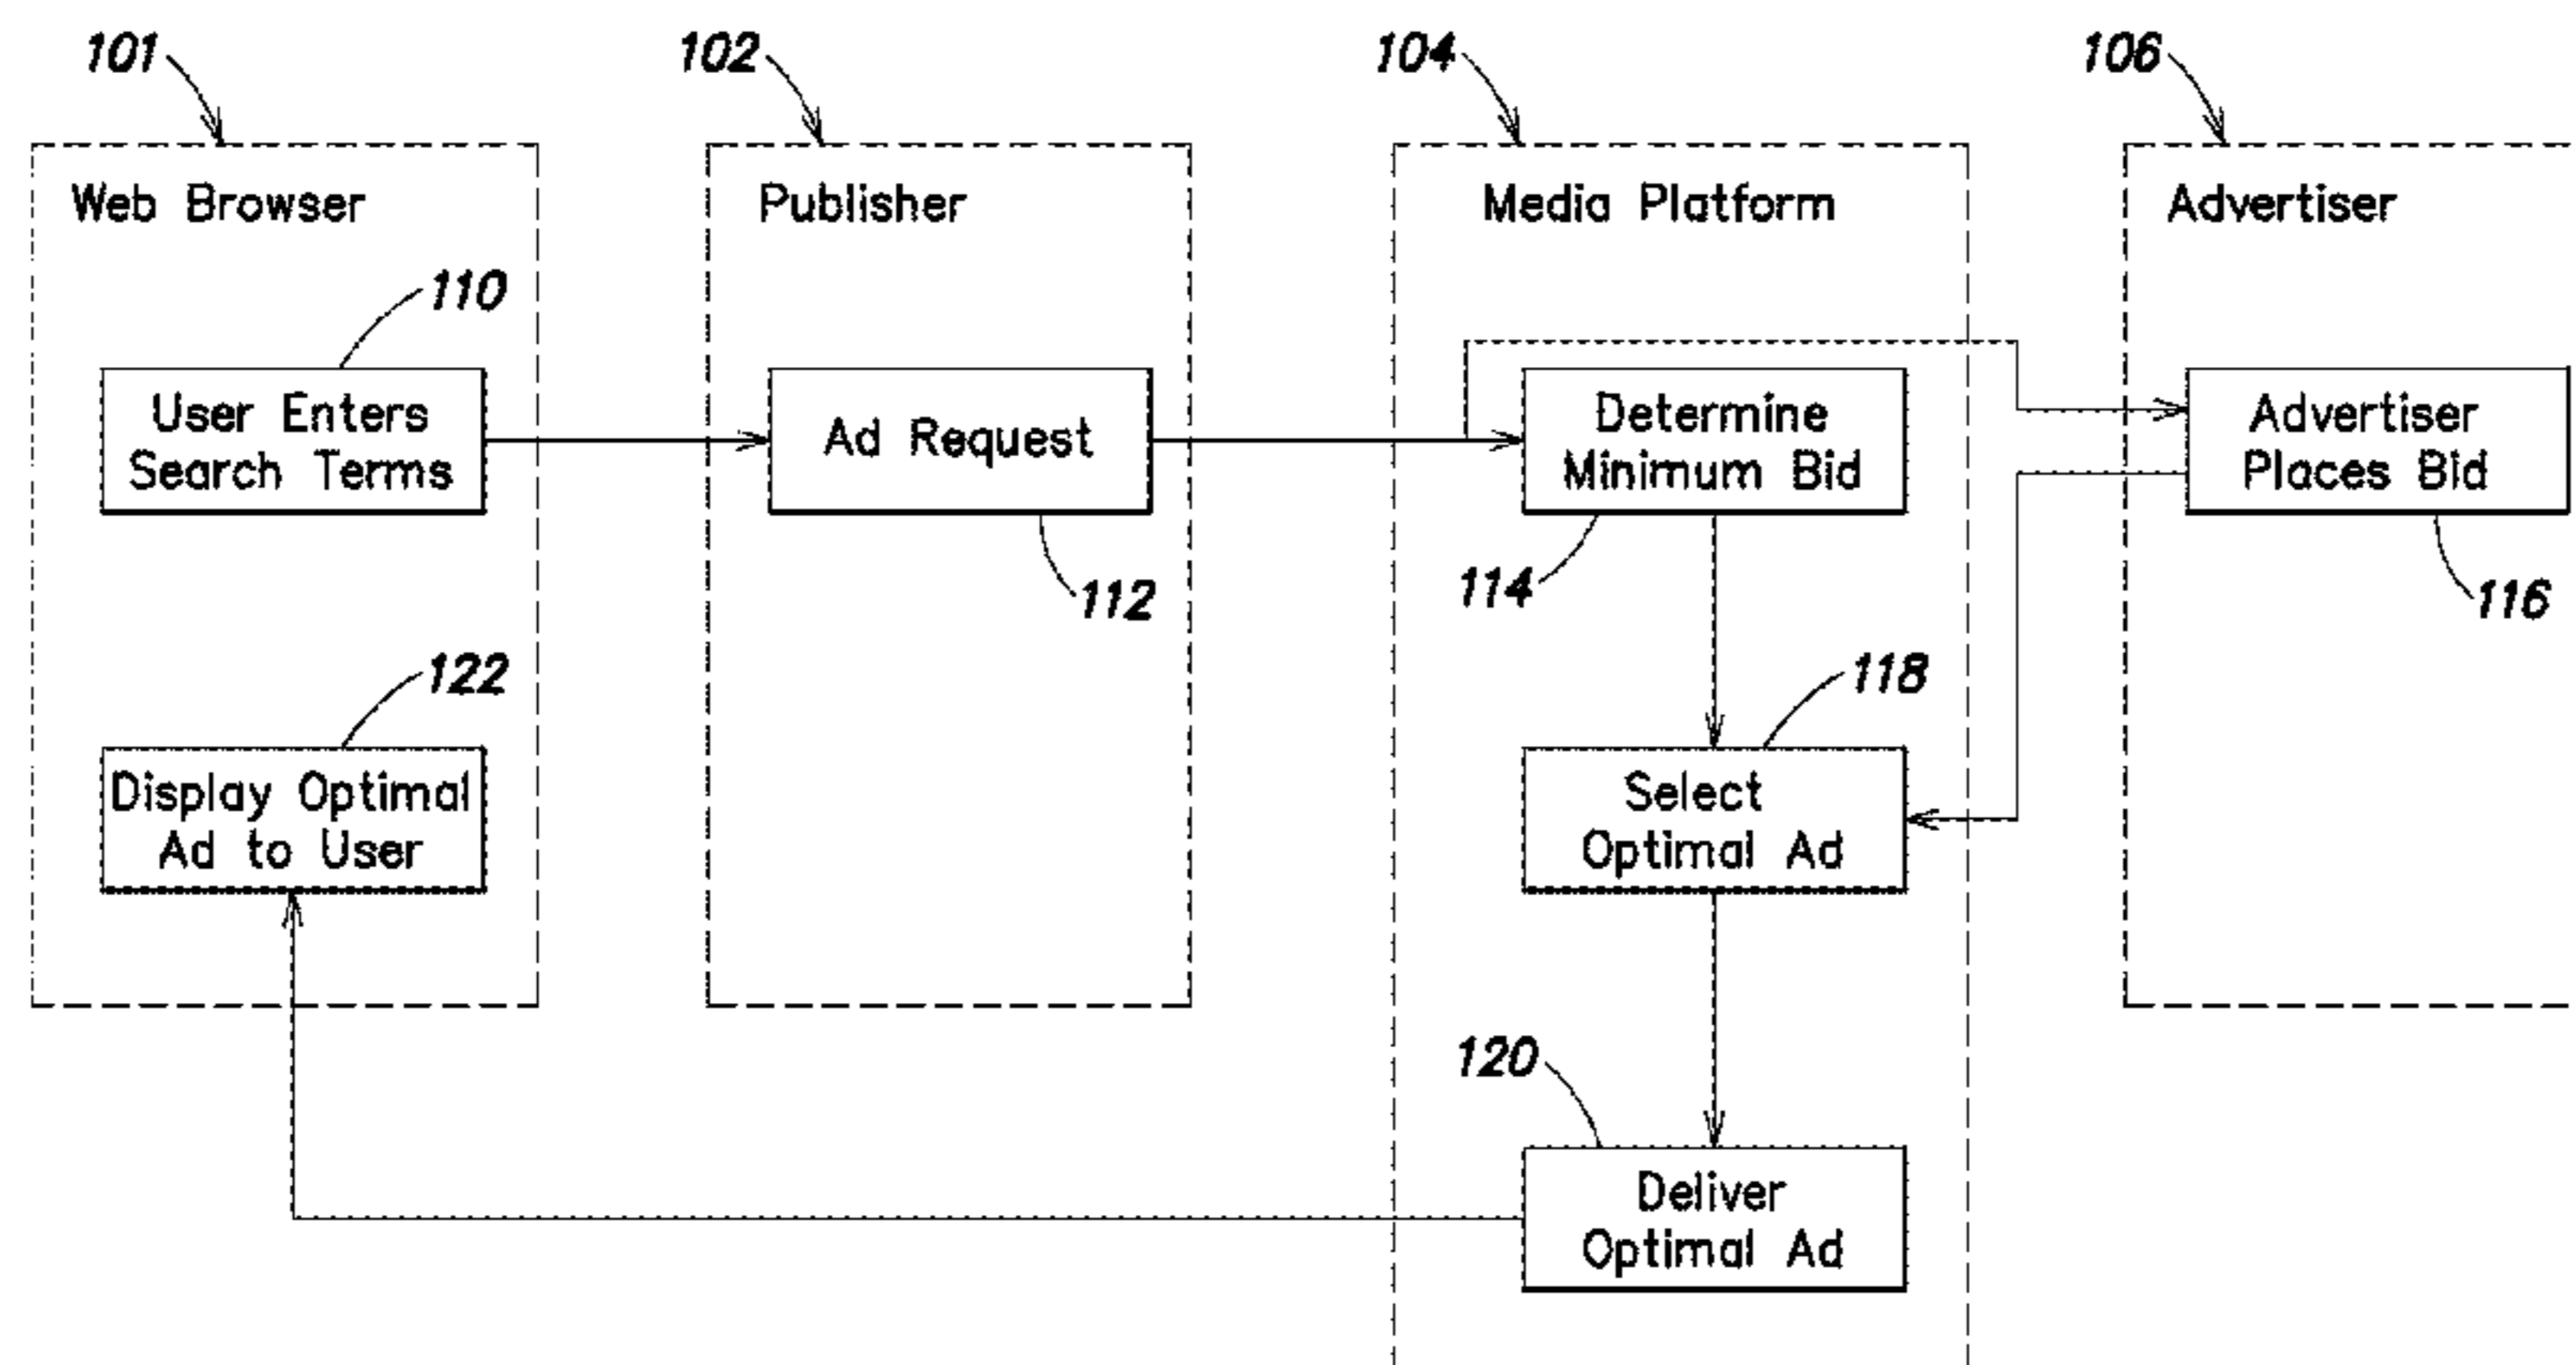 101
102
104
106
Web Browser
Publisher
Media Platform
Advertiser
110
User Enters
Search Terms
Ad Request
Determine
Minimum Bid
Advertiser
Places Bid
112
114
116
122
118
Display Optimal
Ad to User
Select
Optimal Ad
120
Deliver
Optimal Ad